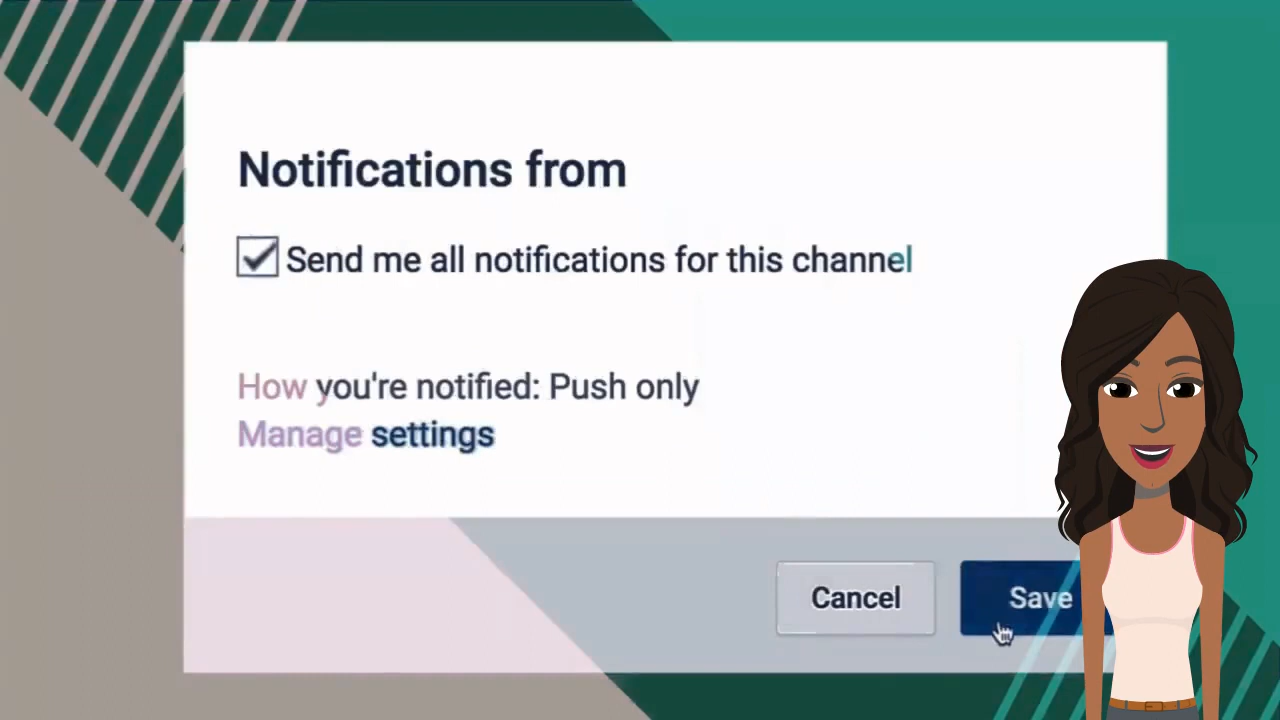 Notifications from
Send me all notifications for this channel
How you're notified: Push only
Manage settings
Cancel
Save